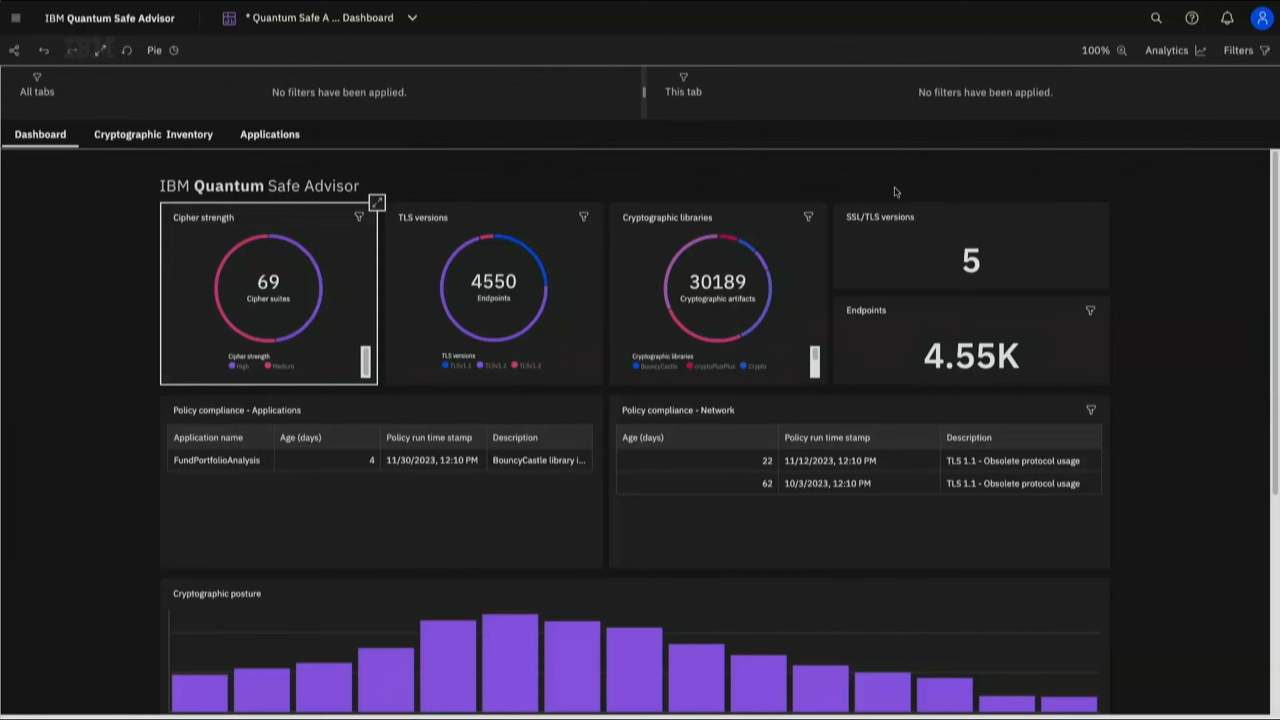 IBM Quantum Safe Advisor
* Quantum Safe A ... Dashboard
Pie
100%
Analytics
Filters
All tabs
No filters have been applied.
This tab
No filters have been applied.
Dashboard
Cryptographic Inventory
Applications
IBM Quantum Safe Advisor
Cipher strength
69
Cipher suites
Cipher strength
High
Medium
TLS versions
4550
Endpoints
TLS versions
TLSv1.1
TLSv1.2
Cryptographic libraries
30189
Cryptographic artifacts
Cryptographic libraries
BouncyCastle
cryptoPlusPlus
Crypto
SSL/TLS versions
5
Endpoints
4.55K
Policy compliance - Applications
Application name Age (days) Policy run time stamp Description
FundPortfolioAnalysis 4 11/30/2023, 12:10 PM BouncyCastle library i...
Policy compliance - Network
Age (days) Policy run time stamp Description
22 11/12/2023, 12:10 PM TLS 1.1 - Obsolete protocol usage
62 10/3/2023, 12:10 PM TLS 1.1 - Obsolete protocol usage
Cryptographic posture